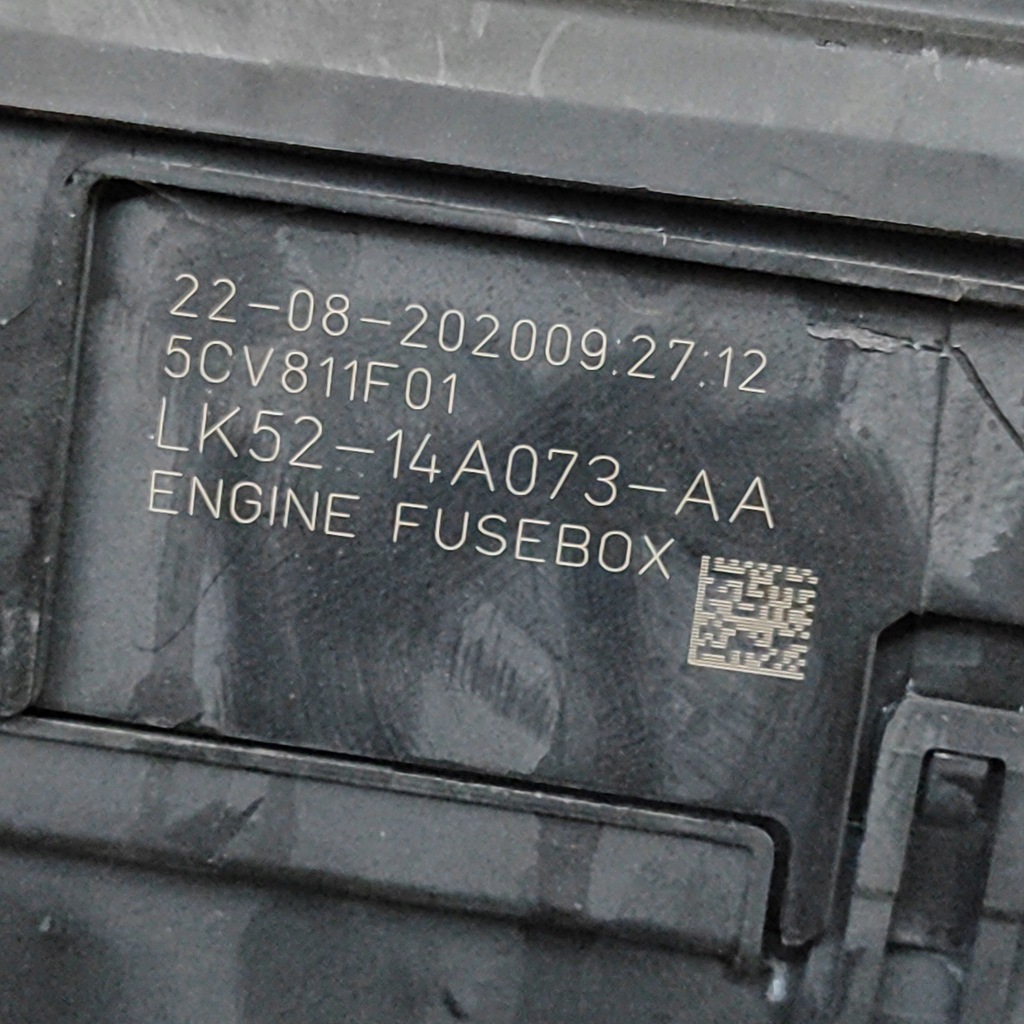 22-08-202009:27:12
5CV811F01
LK52-14A073-AA
ENGINE FUSEBOX